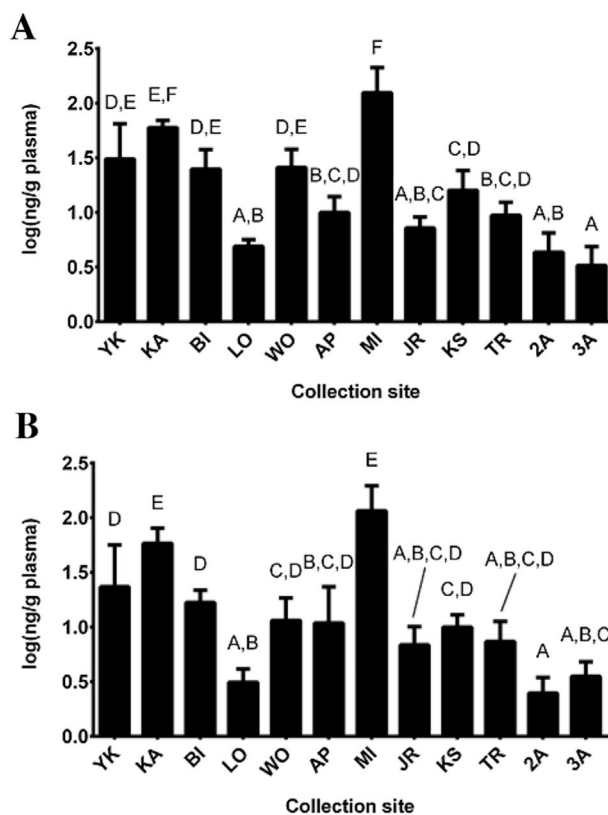 A
log(ng/g plasma)
2.5
2.0
1.5
1.0
0.5
0.0
D,E
E,F
D,E
A,B
D,E
B,C,D
F
A,B,C
C,D
B,C,D
A,B
A
YK KA BI LO WO AP MI JR KS TR 2A 3A
Collection site
B
log(ng/g plasma)
2.5
2.0
1.5
1.0
0.5
0.0
D
E
D
A,B
C,D
B,C,D
E
A,B,C,D
C,D
A,B,C,D
A
A,B,C
YK KA BI LO WO AP MI JR KS TR 2A 3A
Collection site